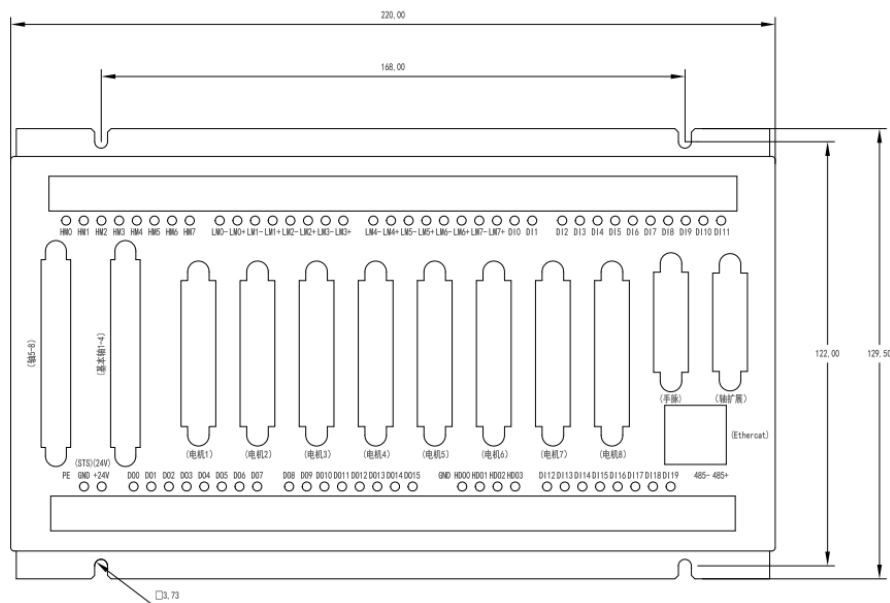 220,00
168,00
HM0 HM1 HM2 HM3 HM4 HM5 HM6 HM7 LM0- LM0+ LM1- LM1+ LM2- LM2+ LM3- LM3+ LM4- LM4+ LM5- LM5+ LM6- LM6+ LM7- LM7+ DI0 DI1 DI2 DI3 DI4 DI5 DI6 DI7 DI8 DI9 DI10 DI11
(轴5-8)
(基本轴1-4)
122,00
129,50
(手脉) (轴扩展)
(Ethercat)
(电机1) (电机2) (电机3) (电机4) (电机5) (电机6) (电机7) (电机8)
(STS)(24V)
PE GND +24V DO0 DO1 DO2 DO3 DO4 DO5 DO6 DO7 DO8 DO9 DO10 DO11 DO12 DO13 DO14 DO15 GND HDO0 HDO1 HDO2 HDO3 DI12 DI13 DI14 DI15 DI16 DI17 DI18 DI19 485- 485+
□3,73